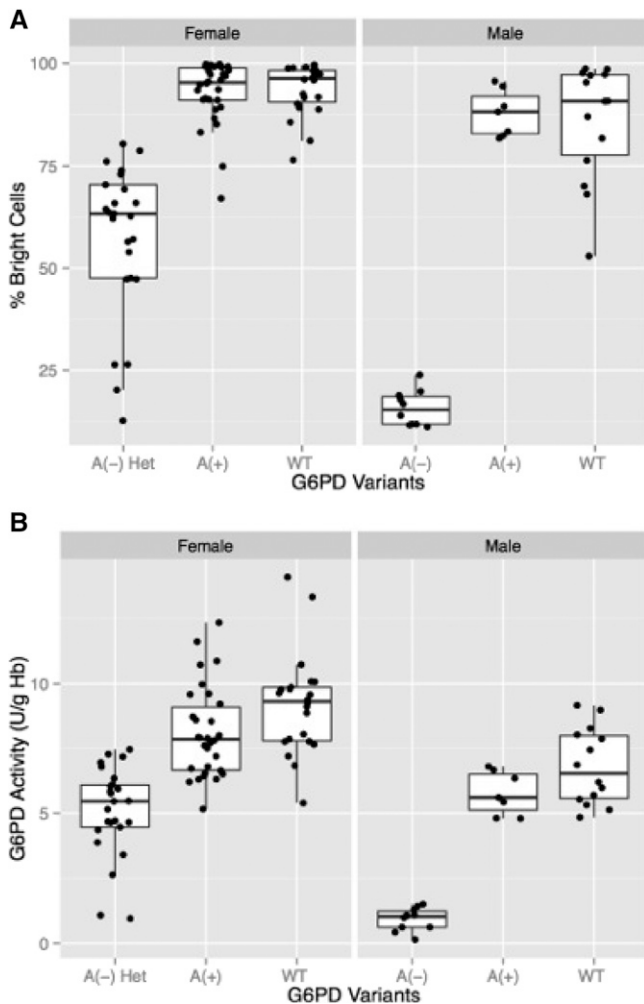 A
Female Male
% Bright Cells
100
75
50
25
A(−) Het A(+) WT A(−) A(+) WT
G6PD Variants
B
Female Male
G6PD Activity (U/g Hb)
10
5
0
A(−) Het A(+) WT A(−) A(+) WT
G6PD Variants